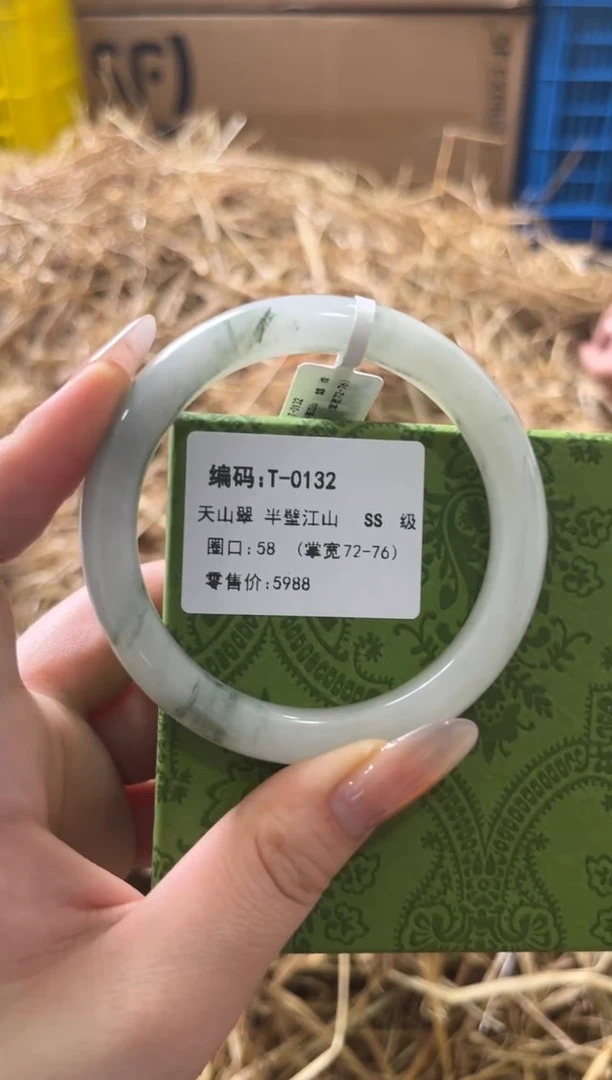 编码:T-0132
天山翠 半壁江山 SS 级
圈口:58 (掌宽72-76)
零售价:5988
T-0132